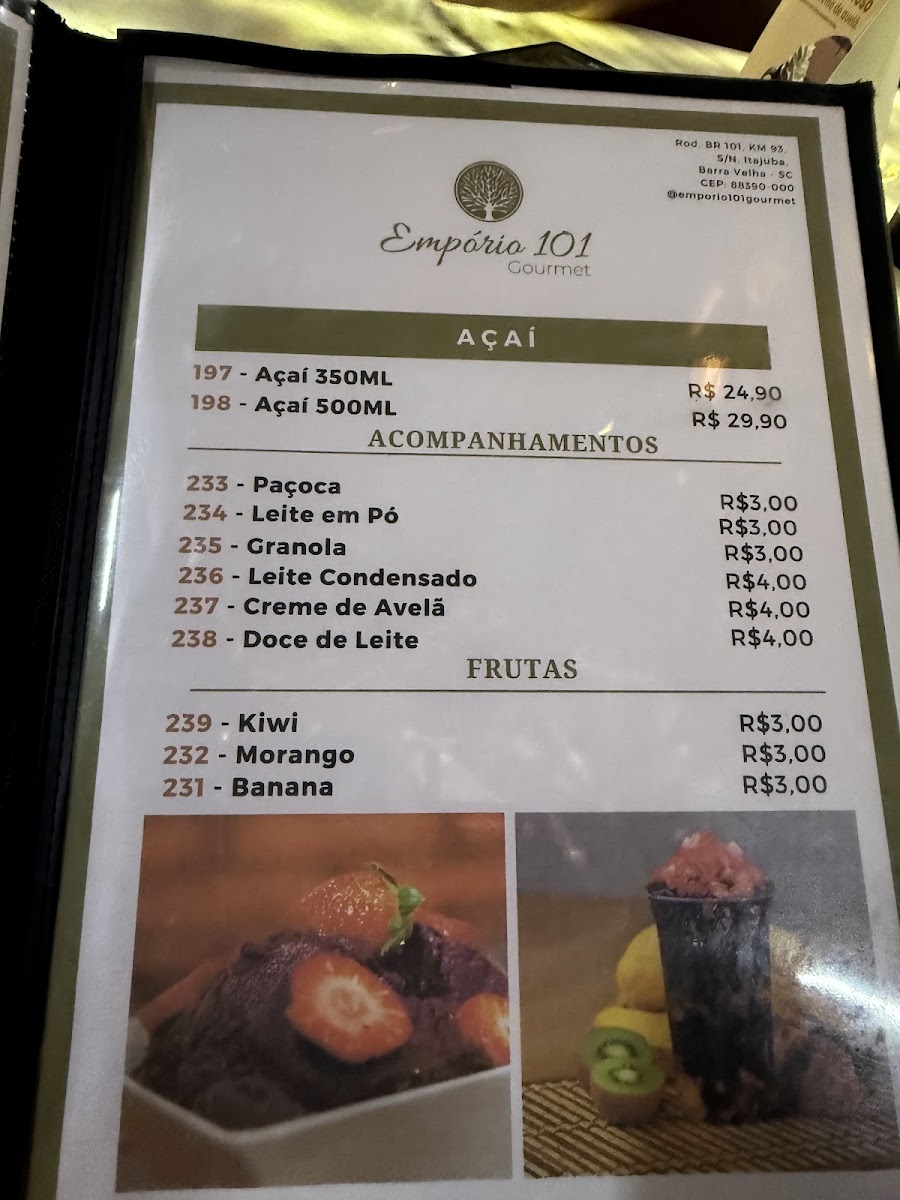 Rod. BR 101, KM 93,
S/N, Itajuba,
Barra Velha - SC
CEP: 88390-000
@emporio101gourmet
Empório 101
Gourmet
AÇAÍ
197 - Açaí 350ML R$ 24,90
198 - Açaí 500ML R$ 29,90
ACOMPANHAMENTOS
233 - Paçoca R$3,00
234 - Leite em Pó R$3,00
235 - Granola R$3,00
236 - Leite Condensado R$4,00
237 - Creme de Avelã R$4,00
238 - Doce de Leite R$4,00
FRUTAS
239 - Kiwi R$3,00
232 - Morango R$3,00
231 - Banana R$3,00